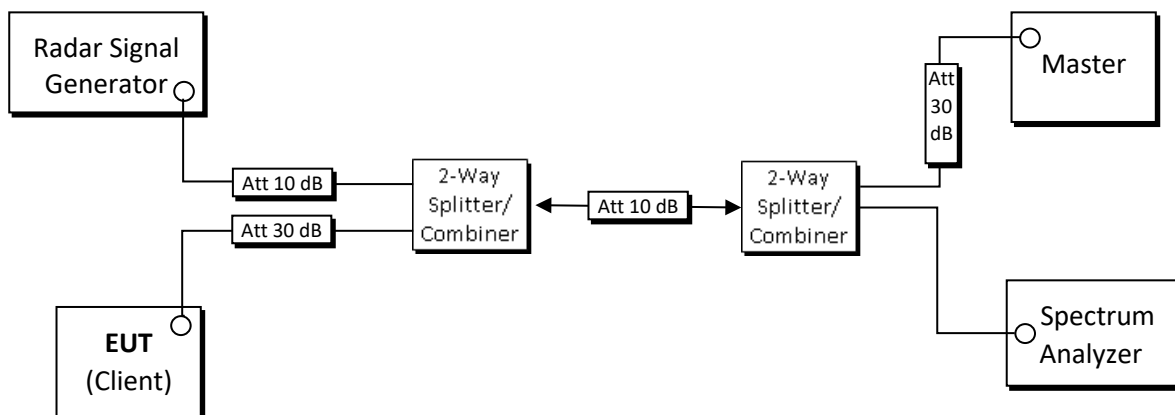 Radar Signal
Generator
Att 10 dB
Att 30 dB
EUT
(Client)
2-Way
Splitter/
Combiner
Att 10 dB
2-Way
Splitter/
Combiner
Att
30
dB
Master
Spectrum
Analyzer